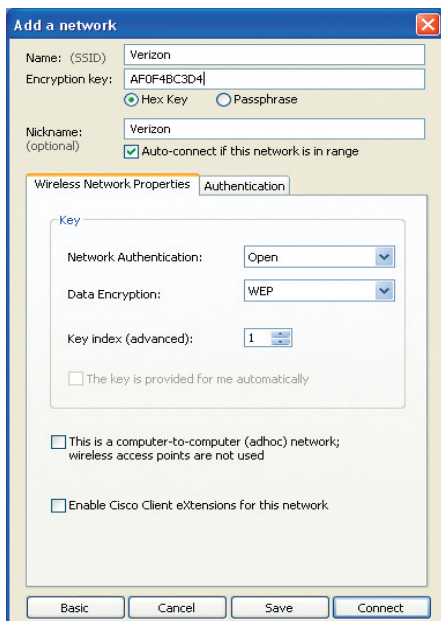 Add a network
Name: (SSID) Verizon
Encryption key: AF0F4BC3D4
Hex Key Passphrase
Nickname: Verizon
(optional)
Auto-connect if this network is in range
Wireless Network Properties Authentication
Key
Network Authentication: Open
Data Encryption: WEP
Key index (advanced): 1
The key is provided for me automatically
This is a computer-to-computer (adhoc) network;
wireless access points are not used
Enable Cisco Client eXtensions for this network
Basic Cancel Save Connect